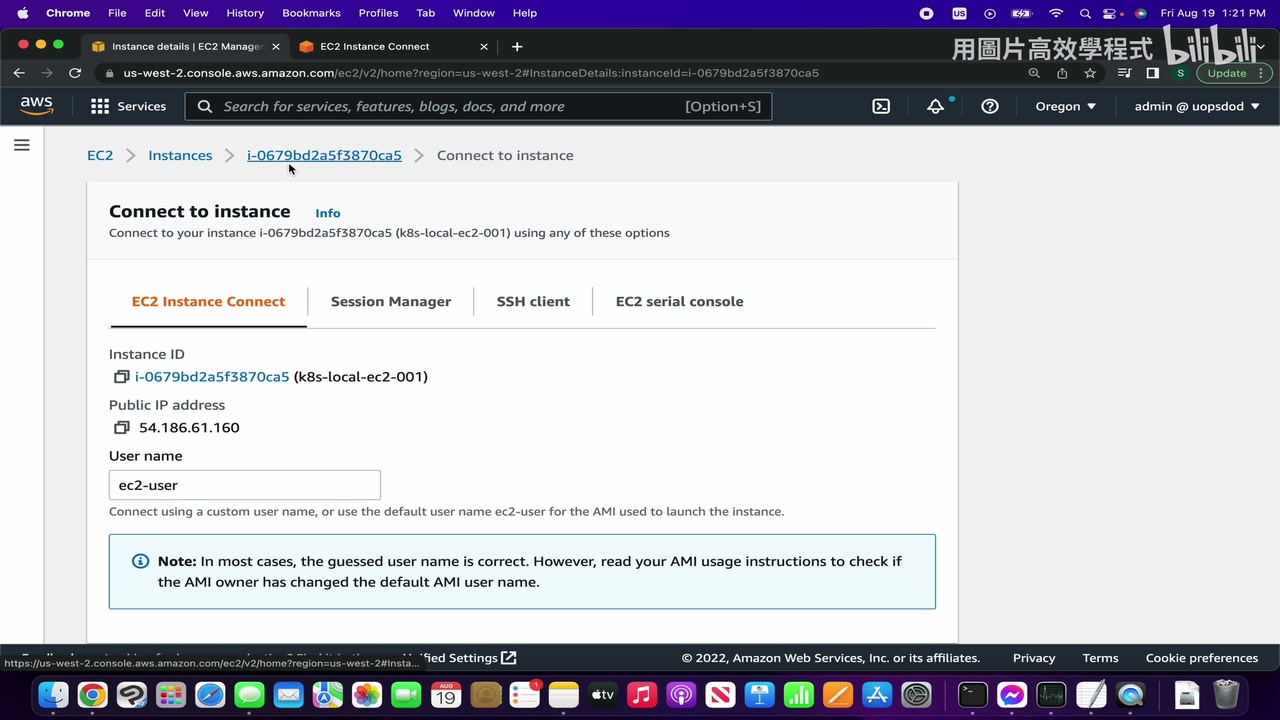 Chrome File Edit View History Bookmarks Profiles Tab Window Help US Fri Aug 19 1:21 PM
Instance details | EC2 Manager EC2 Instance Connect
用圖片高效學程式 bilibili
us-west-2.console.aws.amazon.com/ec2/v2/home?region=us-west-2#InstanceDetails:instanceId=i-0679bd2a5f3870ca5 S Update
aws Services Search for services, features, blogs, docs, and more [Option+S] Oregon admin @ uopsdod
EC2 Instances i-0679bd2a5f3870ca5 Connect to instance
Connect to instance Info
Connect to your instance i-0679bd2a5f3870ca5 (k8s-local-ec2-001) using any of these options
EC2 Instance Connect Session Manager SSH client EC2 serial console
Instance ID
i-0679bd2a5f3870ca5 (k8s-local-ec2-001)
Public IP address
54.186.61.160
User name
ec2-user
Connect using a custom user name, or use the default user name ec2-user for the AMI used to launch the instance.
Note: In most cases, the guessed user name is correct. However, read your AMI usage instructions to check if
the AMI owner has changed the default AMI user name.
Unified Settings © 2022, Amazon Web Services, Inc. or its affiliates. Privacy Terms Cookie preferences
https://us-west-2.console.aws.amazon.com/ec2/v2/home?region=us-west-2#Insta...
AUG
19 1 tv